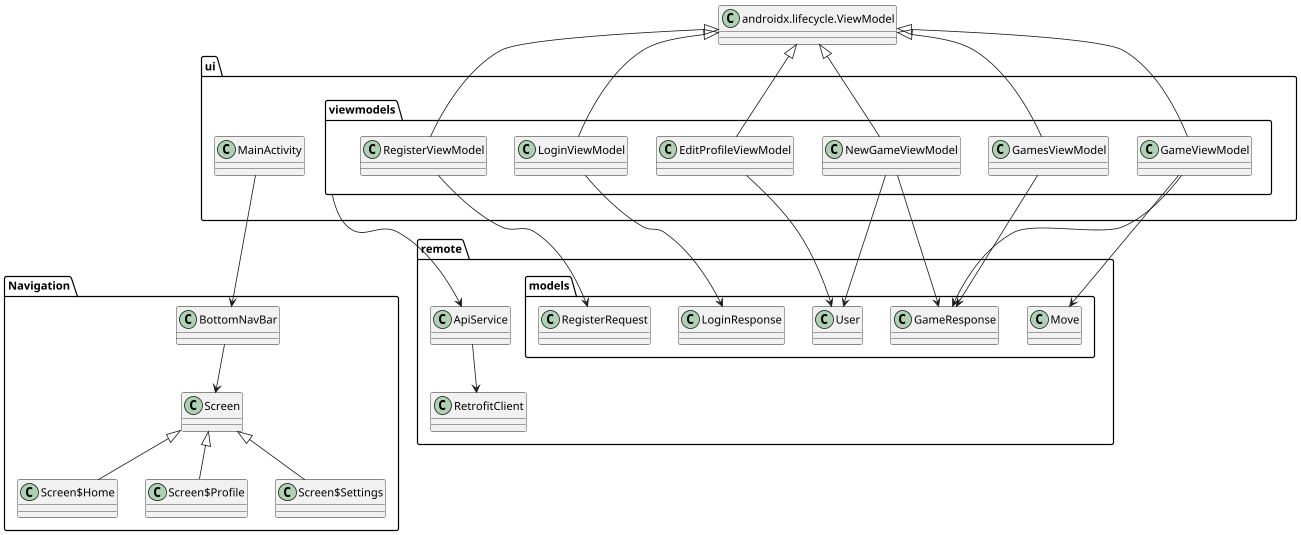 C androidx.lifecycle.ViewModel
ui
viewmodels
C MainActivity
C RegisterViewModel
C LoginViewModel
C EditProfileViewModel
C NewGameViewModel
C GamesViewModel
C GameViewModel
remote
Navigation
models
C BottomNavBar
C ApiService
C RegisterRequest
C LoginResponse
C User
C GameResponse
C Move
C Screen
C RetrofitClient
C Screen$Home
C Screen$Profile
C Screen$Settings